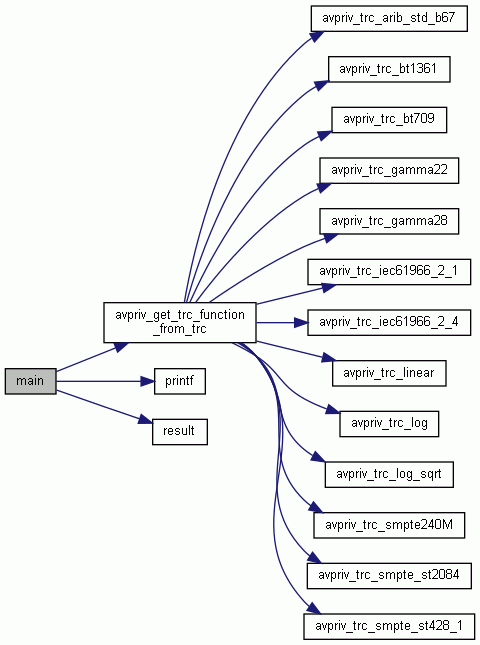 avpriv_trc_arib_std_b67
avpriv_trc_bt1361
avpriv_trc_bt709
avpriv_trc_gamma22
avpriv_trc_gamma28
avpriv_trc_iec61966_2_1
avpriv_get_trc_function
_from_trc
avpriv_trc_iec61966_2_4
avpriv_trc_linear
main
printf
avpriv_trc_log
result
avpriv_trc_log_sqrt
avpriv_trc_smpte240M
avpriv_trc_smpte_st2084
avpriv_trc_smpte_st428_1